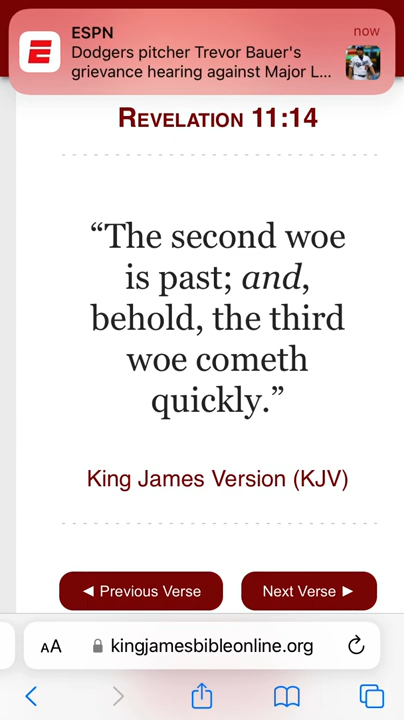 ESPN
now
Dodgers pitcher Trevor Bauer's
grievance hearing against Major L...
REVELATION 11:14
“The second woe
is past; and,
behold, the third
woe cometh
quickly.”
King James Version (KJV)
◄ Previous Verse
Next Verse ►
AA
kingjamesbibleonline.org